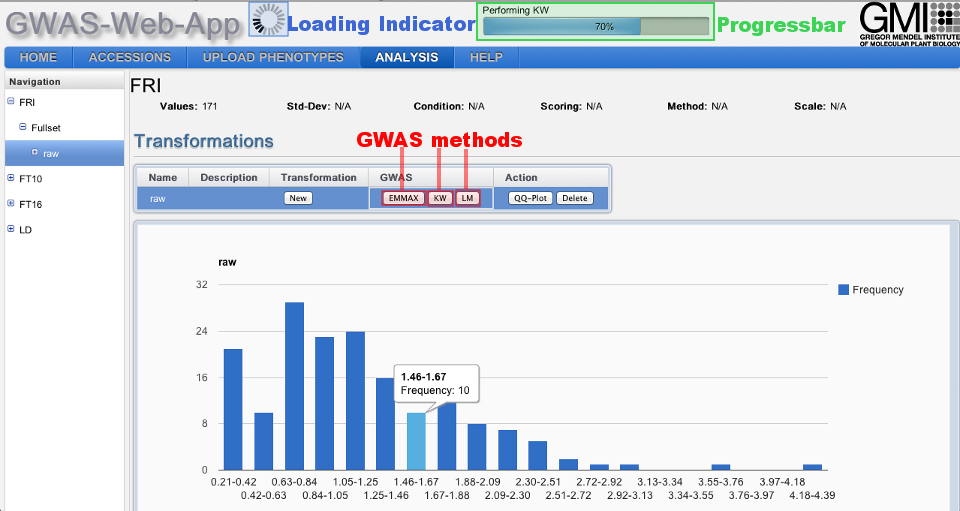 GWAS-Web-App
Loading Indicator
Performing KW
70%
Progressbar
GMI
GREGOR MENDEL INSTITUTE
OF MOLECULAR PLANT BIOLOGY
HOME ACCESSIONS UPLOAD PHENOTYPES ANALYSIS HELP
Navigation
FRI
Fullset
raw
FT10
FT16
LD
FRI
Values: 171 Std-Dev: N/A Condition: N/A Scoring: N/A Method: N/A Scale: N/A
Transformations
GWAS methods
Name Description Transformation GWAS Action
raw New EMMAX KW LM QQ-Plot Delete
raw
Frequency
32
24
16
8
0
1.46-1.67
Frequency: 10
0.21-0.42 0.63-0.84 1.05-1.25 1.46-1.67 1.88-2.09 2.30-2.51 2.72-2.92 3.13-3.34 3.55-3.76 3.97-4.18
0.42-0.63 0.84-1.05 1.25-1.46 1.67-1.88 2.09-2.30 2.51-2.72 2.92-3.13 3.34-3.55 3.76-3.97 4.18-4.39